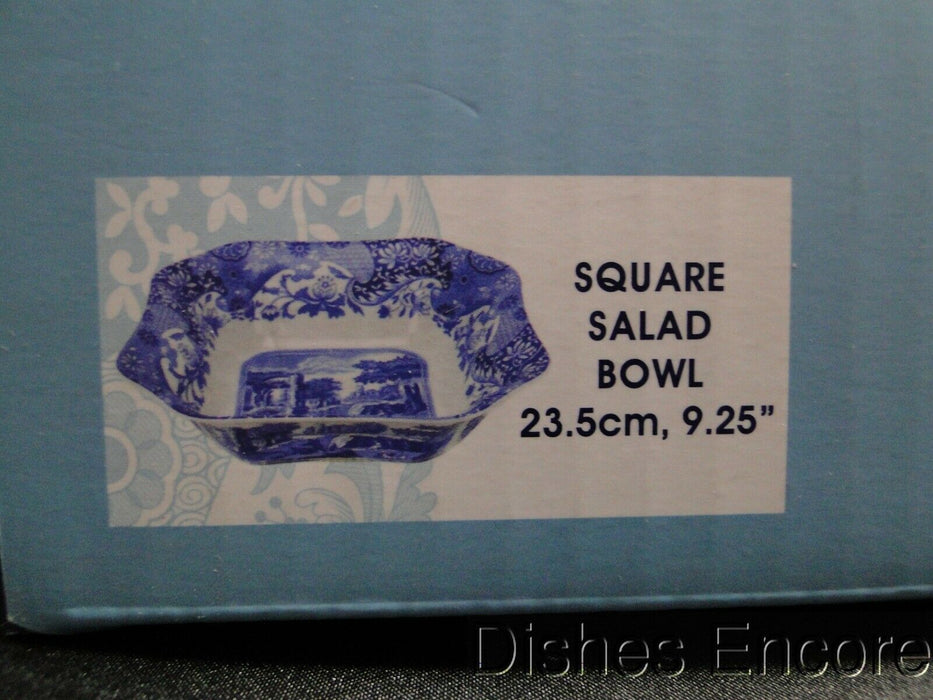 SQUARE
SALAD
BOWL
23.5cm, 9.25”
Dishes Encore